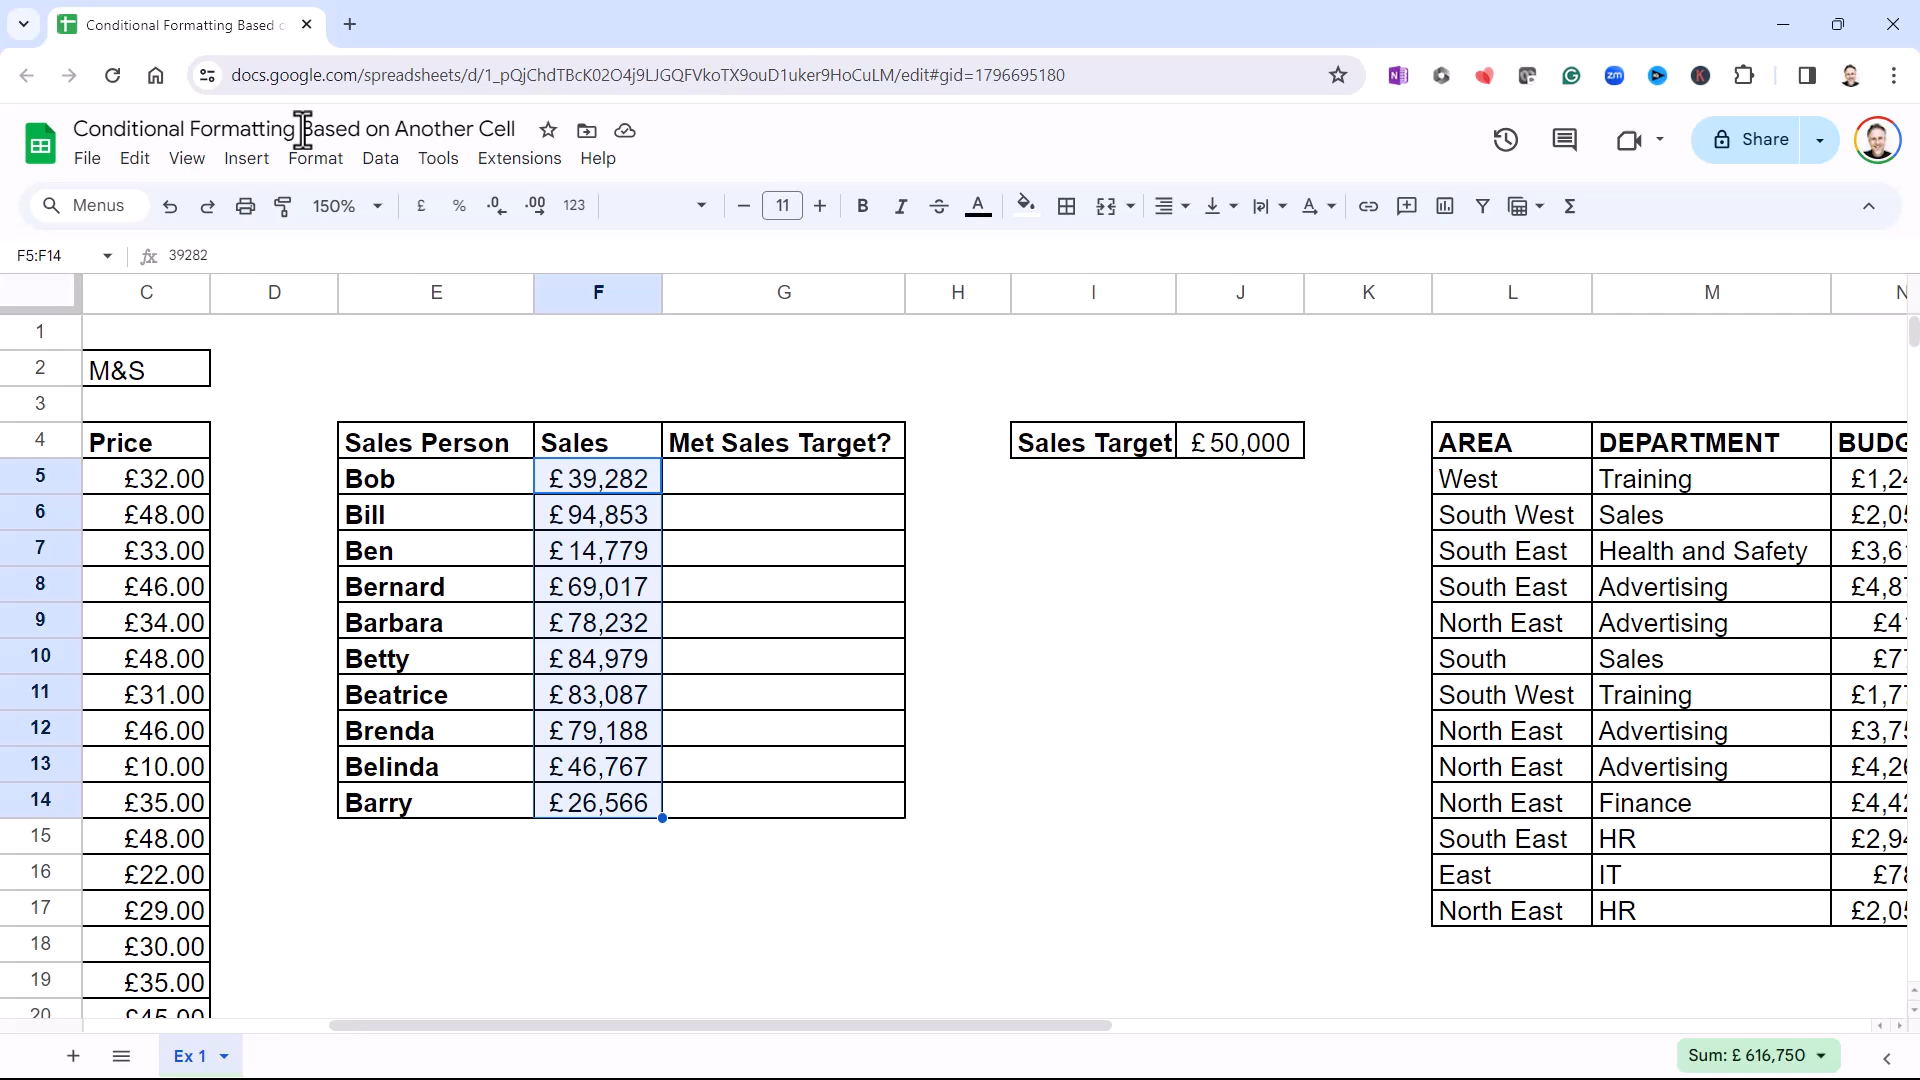 Conditional Formatting Based
docs.google.com/spreadsheets/d/1_pQjChdTBcK02O4j9LJGQFVkoTX9ouD1uker9HoCuLM/edit#gid=1796695180
Conditional Formatting Based on Another Cell
File Edit View Insert Format Data Tools Extensions Help
Share
Menus 150% £ % .0 .00 123 11 B I A Σ
F5:F14 fx 39282
C D E F G H I J K L M N
1
2 M&S
3
4 Price Sales Person Sales Met Sales Target? Sales Target £50,000 AREA DEPARTMENT
5 £32.00 Bob £39,282 West Training
6 £48.00 Bill £94,853 South West Sales
7 £33.00 Ben £14,779 South East Health and Safety
8 £46.00 Bernard £69,017 South East Advertising
9 £34.00 Barbara £78,232 North East Advertising
10 £48.00 Betty £84,979 South Sales
11 £31.00 Beatrice £83,087 South West Training
12 £46.00 Brenda £79,188 North East Advertising
13 £10.00 Belinda £46,767 North East Advertising
14 £35.00 Barry £26,566 North East Finance
15 £48.00 South East HR
16 £22.00 East IT
17 £29.00 North East HR
18 £30.00
19 £35.00
20 £45.00
Ex 1 Sum: £ 616,750